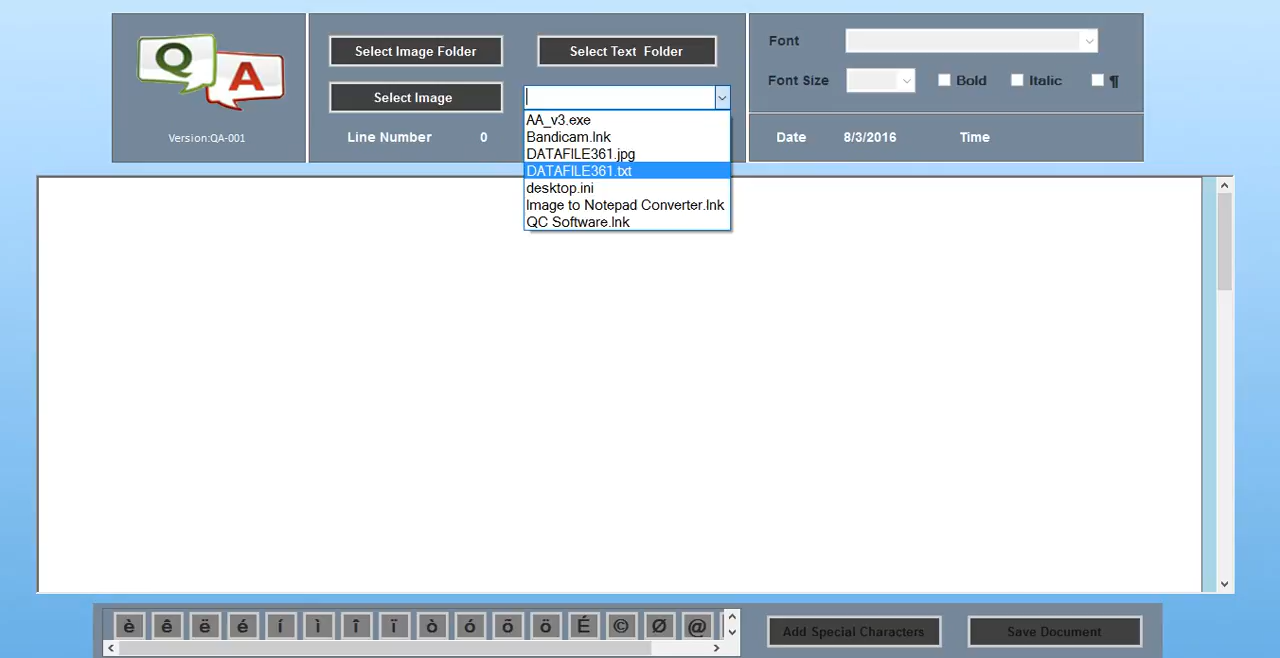 Q A
Version:QA-001
Select Image Folder
Select Text Folder
Select Image
Line Number 0
AA_v3.exe
Bandicam.lnk
DATAFILE361.jpg
DATAFILE361.txt
desktop.ini
Image to Notepad Converter.lnk
QC Software.lnk
Font
Font Size
Bold
Italic
¶
Date 8/3/2016 Time
è ê ë é í ì î ï ò ó õ ö É © Ø @
Add Special Characters
Save Document